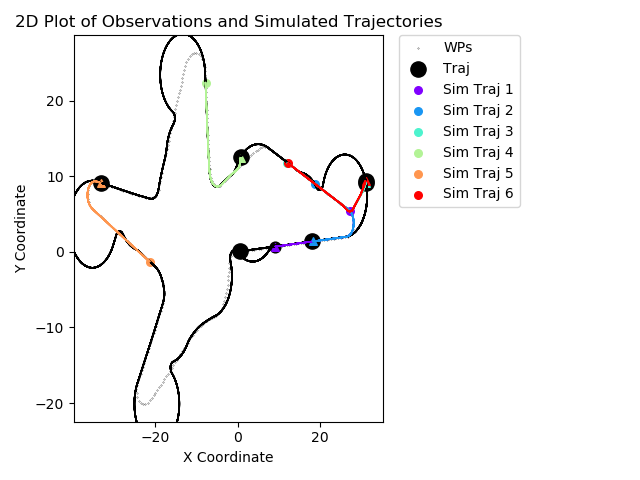 2D Plot of Observations and Simulated Trajectories
WPs
Traj
Sim Traj 1
Sim Traj 2
Sim Traj 3
Sim Traj 4
Sim Traj 5
Sim Traj 6
Y Coordinate
20
10
0
−10
−20
−20
0
20
X Coordinate